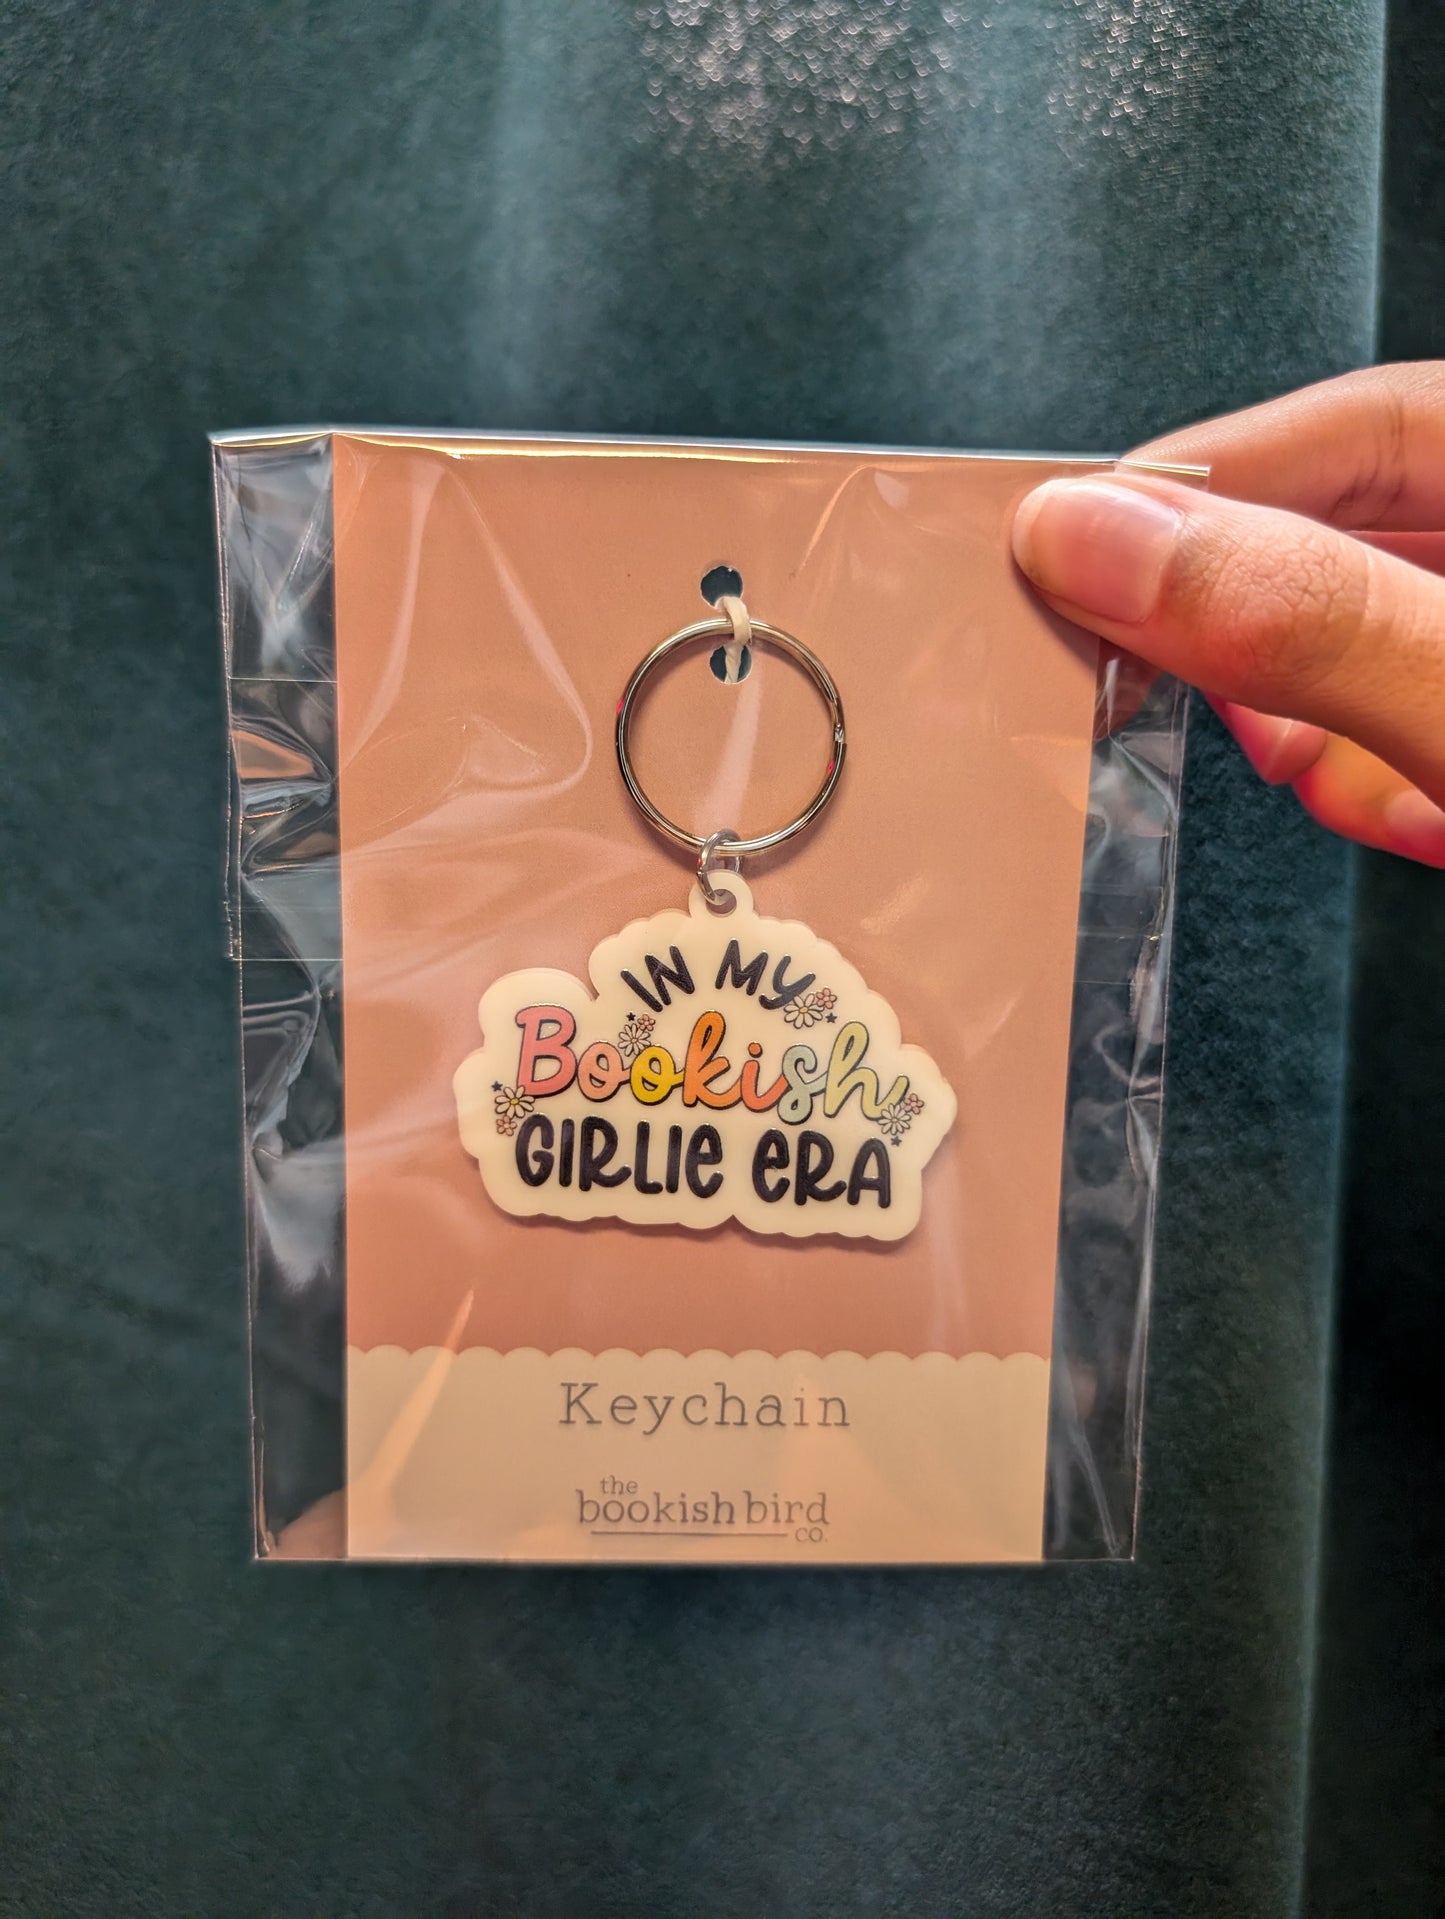 IN MY
Bookish
GIRLIE ERA
Keychain
the
bookish bird
co.